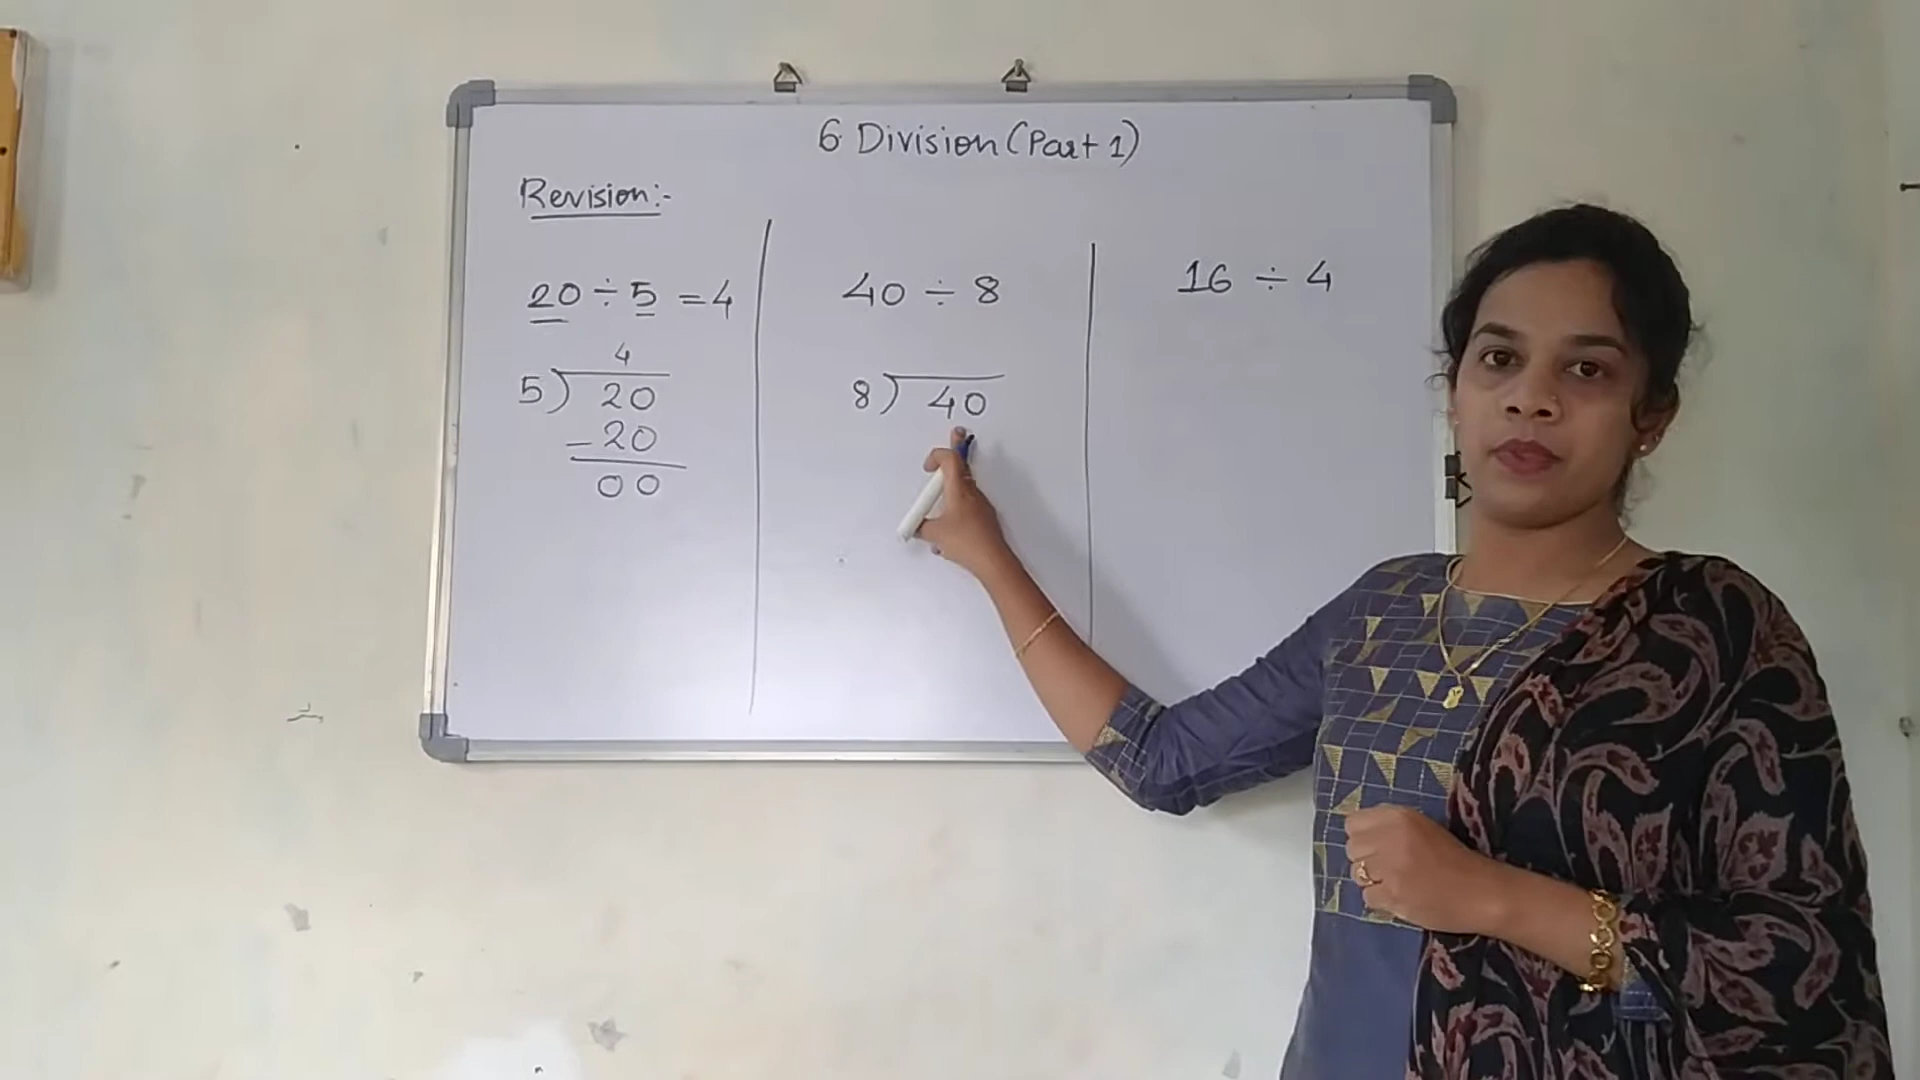 6 Division (Part 1)
Revision:-
20 ÷ 5 = 4
4
5) 20
- 20
00
40 ÷ 8
8) 40
16 ÷ 4